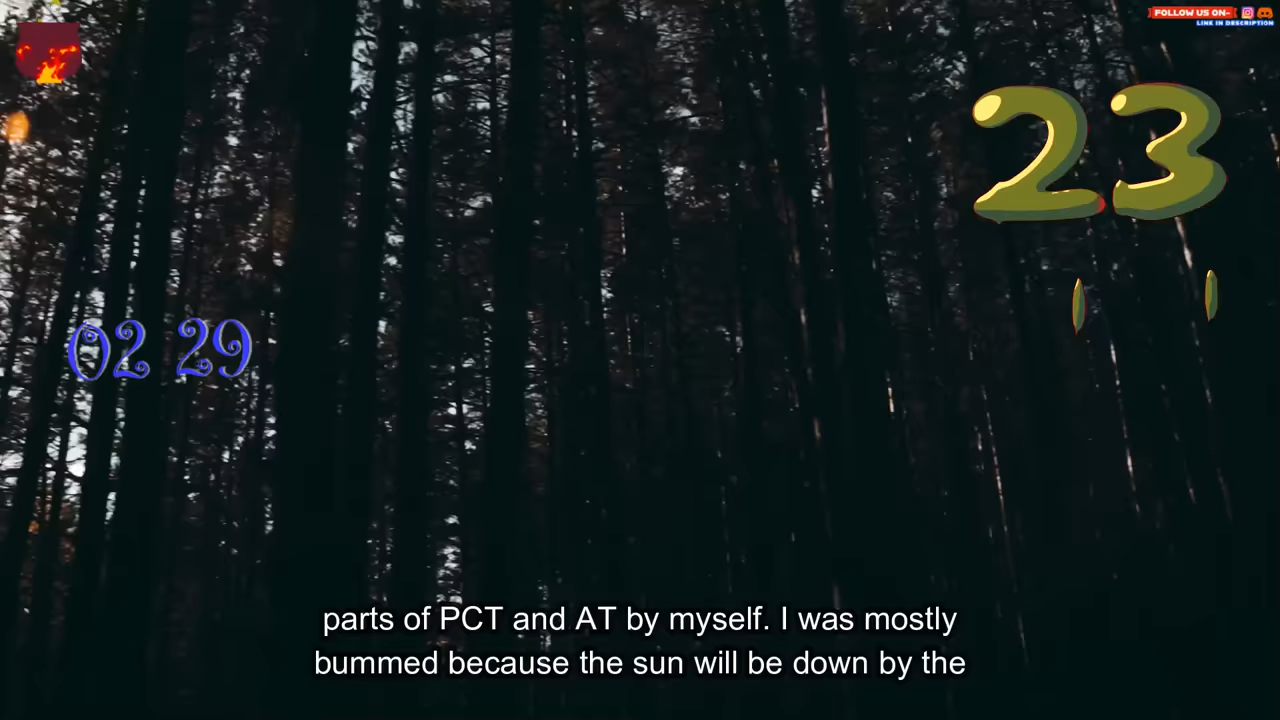 FOLLOW US ON-
LINK IN DESCRIPTION
23
02 29
parts of PCT and AT by myself. I was mostly
bummed because the sun will be down by the